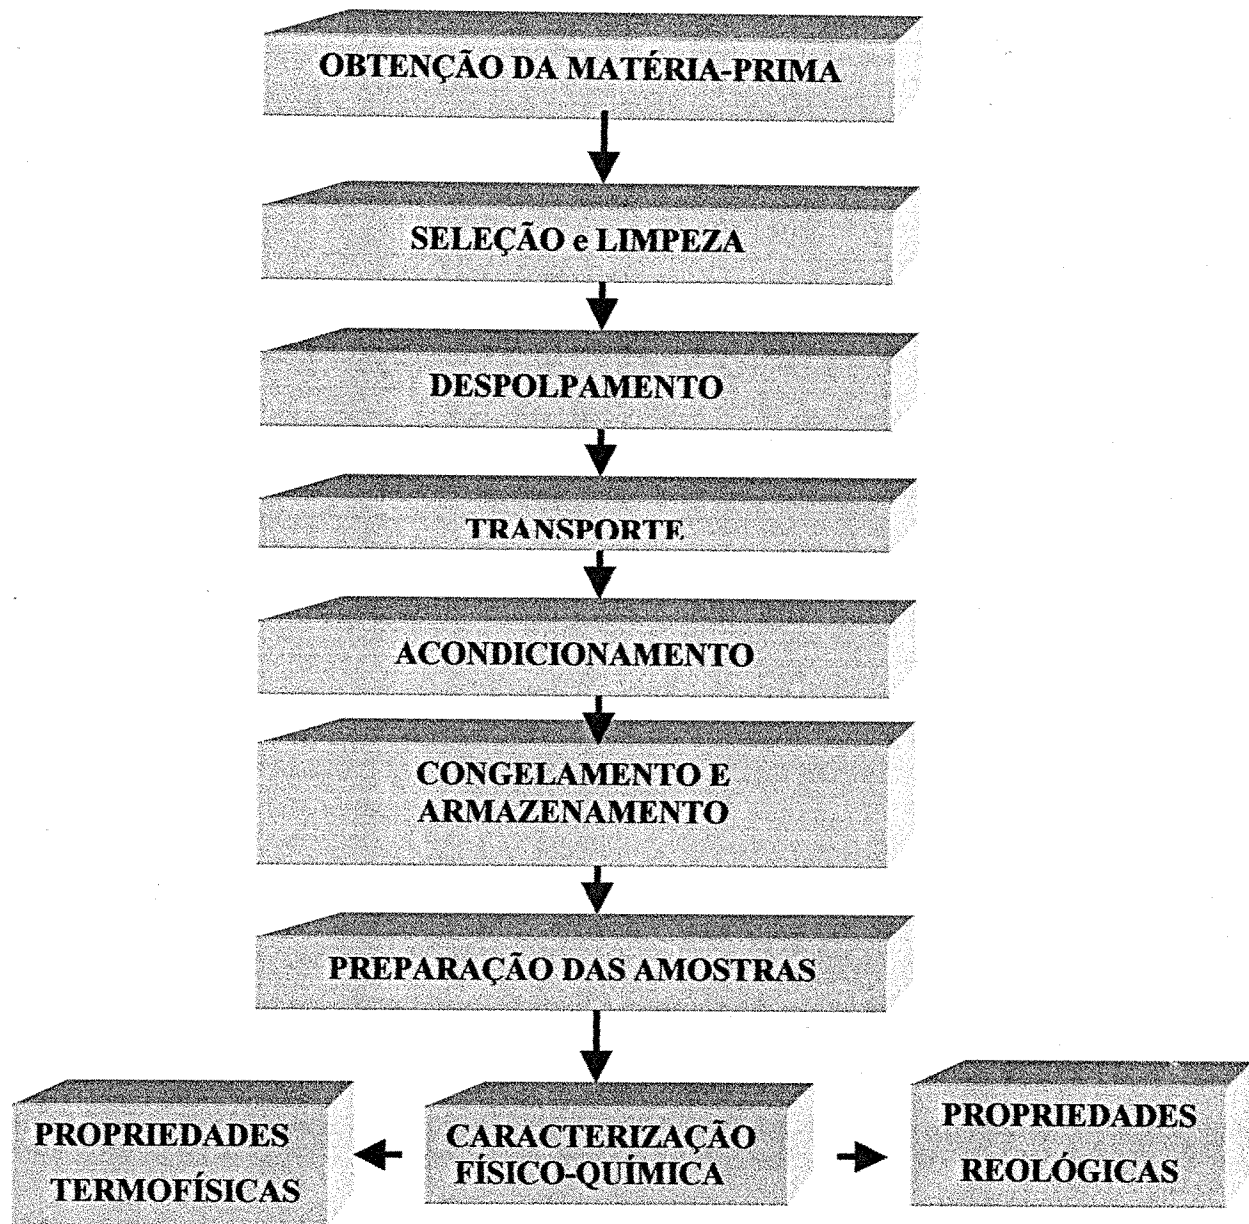 OBTENÇÃO DA MATÉRIA-PRIMA
SELEÇÃO e LIMPEZA
DESPOLPAMENTO
TRANSPORTE
ACONDICIONAMENTO
CONGELAMENTO E
ARMAZENAMENTO
PREPARAÇÃO DAS AMOSTRAS
PROPRIEDADES
TERMOFÍSICAS
CARACTERIZAÇÃO
FÍSICO-QUÍMICA
PROPRIEDADES
REOLÓGICAS